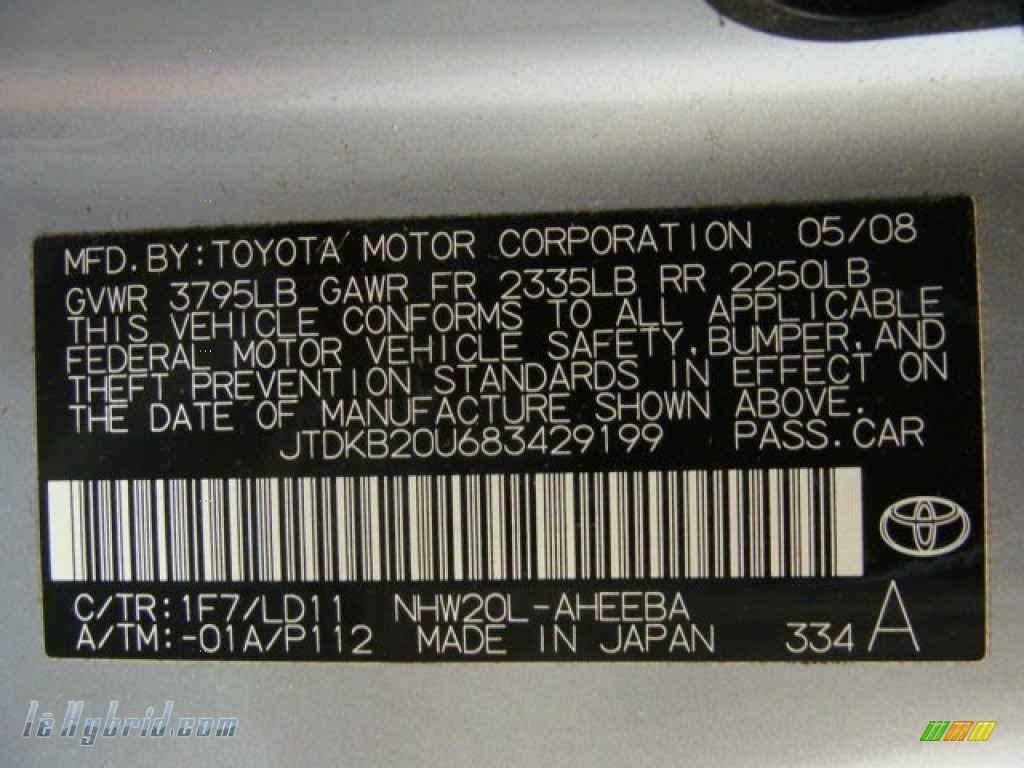 MFD. BY: TOYOTA MOTOR CORPORATION 05/08
GVWR 3795LB GAWR FR 2335LB RR 2250LB
THIS VEHICLE CONFORMS TO ALL APPLICABLE
FEDERAL MOTOR VEHICLE SAFETY, BUMPER, AND
THEFT PREVENTION STANDARDS IN EFFECT ON
THE DATE OF MANUFACTURE SHOWN ABOVE.
JTDKB20U683429199 PASS. CAR
C/TR: 1F7/LD11 NHW20L-AHEEBA
A/TM: -01A/P112 MADE IN JAPAN 334 A
lēHybrid.com